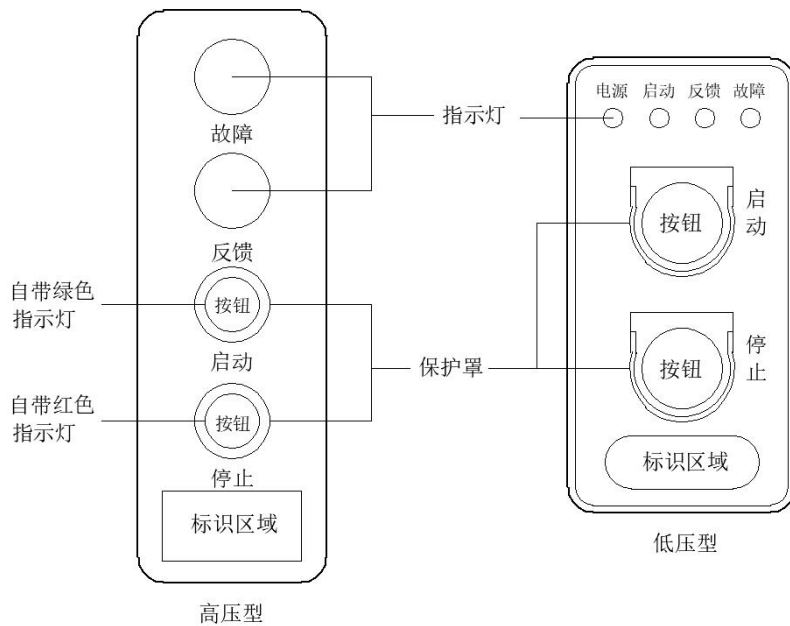 故障
反馈
自带绿色
指示灯
按钮
启动
自带红色
指示灯
按钮
停止
标识区域
高压型
指示灯
保护罩
电源 启动 反馈 故障
按钮
启
动
按钮
停
止
标识区域
低压型